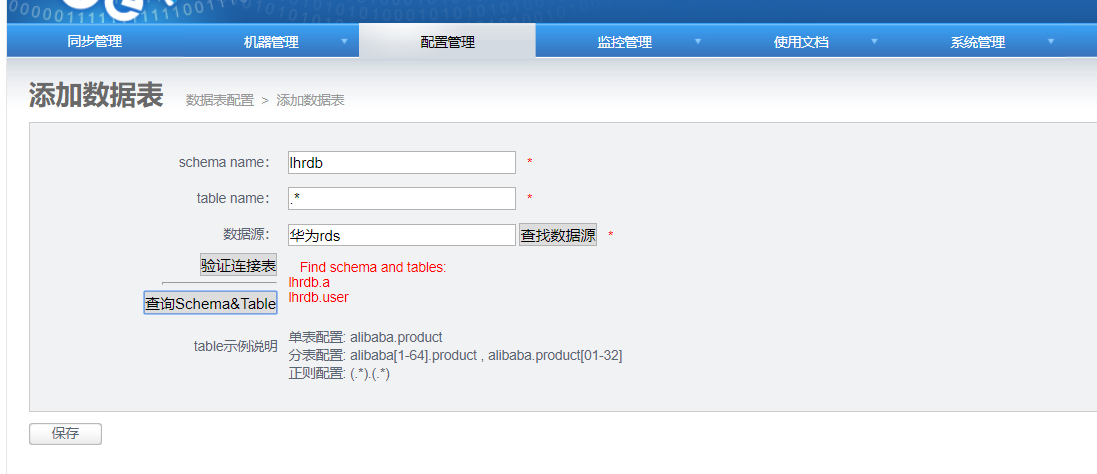 00001111
同步管理 机器管理 配置管理 监控管理 使用文档 系统管理
添加数据表 数据表配置 > 添加数据表
schema name： lhrdb *
table name： .* *
数据源： 华为rds 查找数据源 *
验证连接表 Find schema and tables:
lhrdb.a
查询Schema&Table lhrdb.user
table示例说明 单表配置: alibaba.product
分表配置: alibaba[1-64].product , alibaba.product[01-32]
正则配置: (.*).(.*)
保存